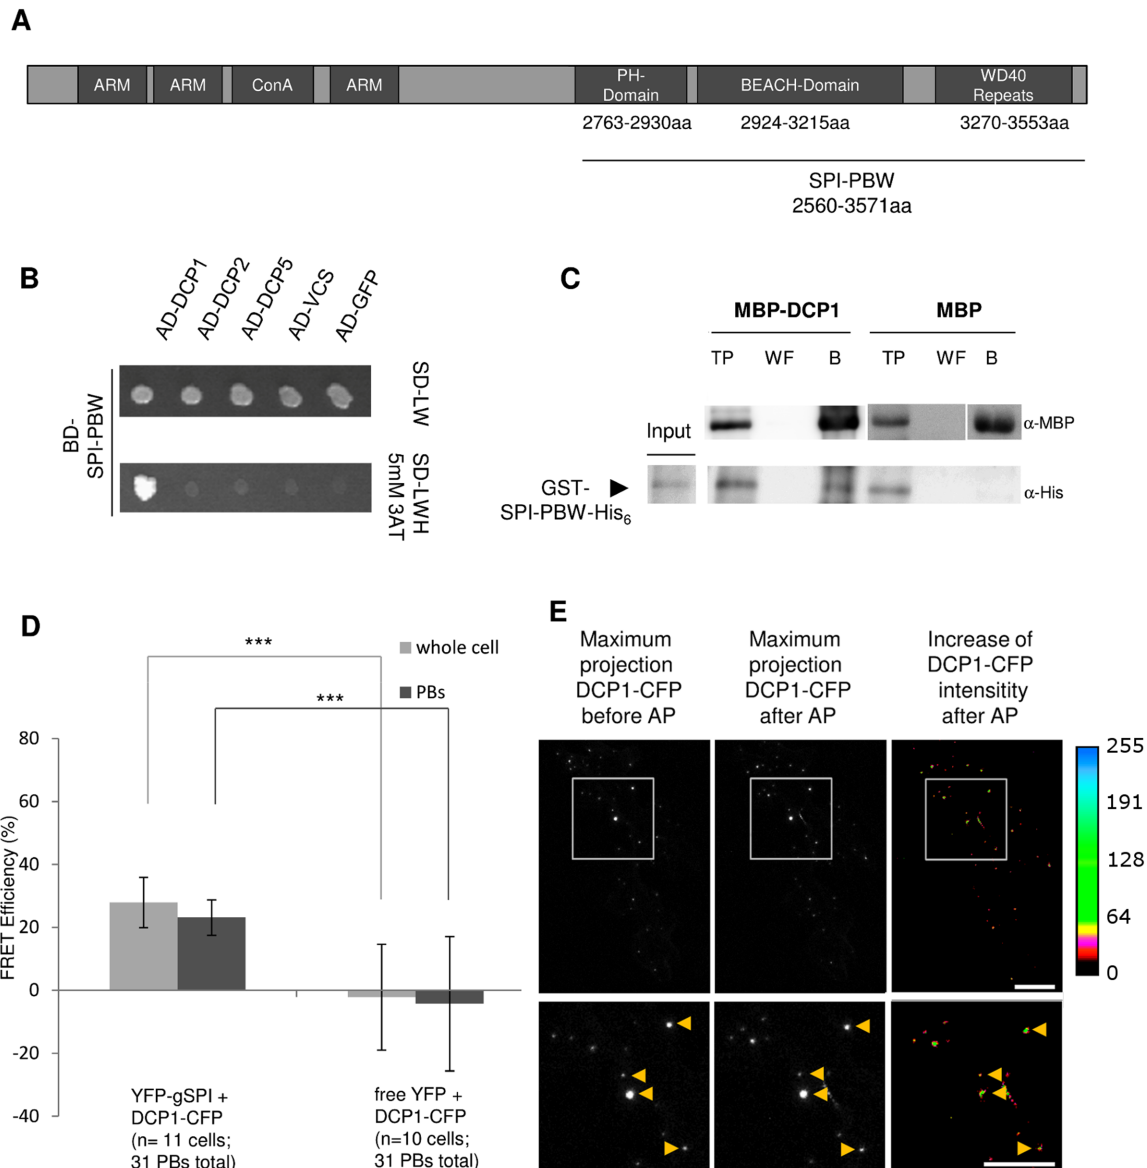 A
ARM ARM ConA ARM PH-Domain BEACH-Domain WD40 Repeats
2763-2930aa 2924-3215aa 3270-3553aa
SPI-PBW
2560-3571aa
B
AD-DCP1 AD-DCP2 AD-DCP5 AD-VCS AD-GFP
BD-
SPI-PBW
SD-LW
SD-LWH
5mM 3AT
C
MBP-DCP1 MBP
TP WF B TP WF B
Input
α-MBP
GST-
SPI-PBW-His6
α-His
D
*** 
whole cell
***
PBs
FRET Efficiency (%)
80
60
40
20
0
-20
-40
YFP-gSPI +
DCP1-CFP
(n= 11 cells;
31 PBs total)
free YFP +
DCP1-CFP
(n=10 cells;
31 PBs total)
E
Maximum
projection
DCP1-CFP
before AP
Maximum
projection
DCP1-CFP
after AP
Increase of
DCP1-CFP
intensitity
after AP
255
191
128
64
0